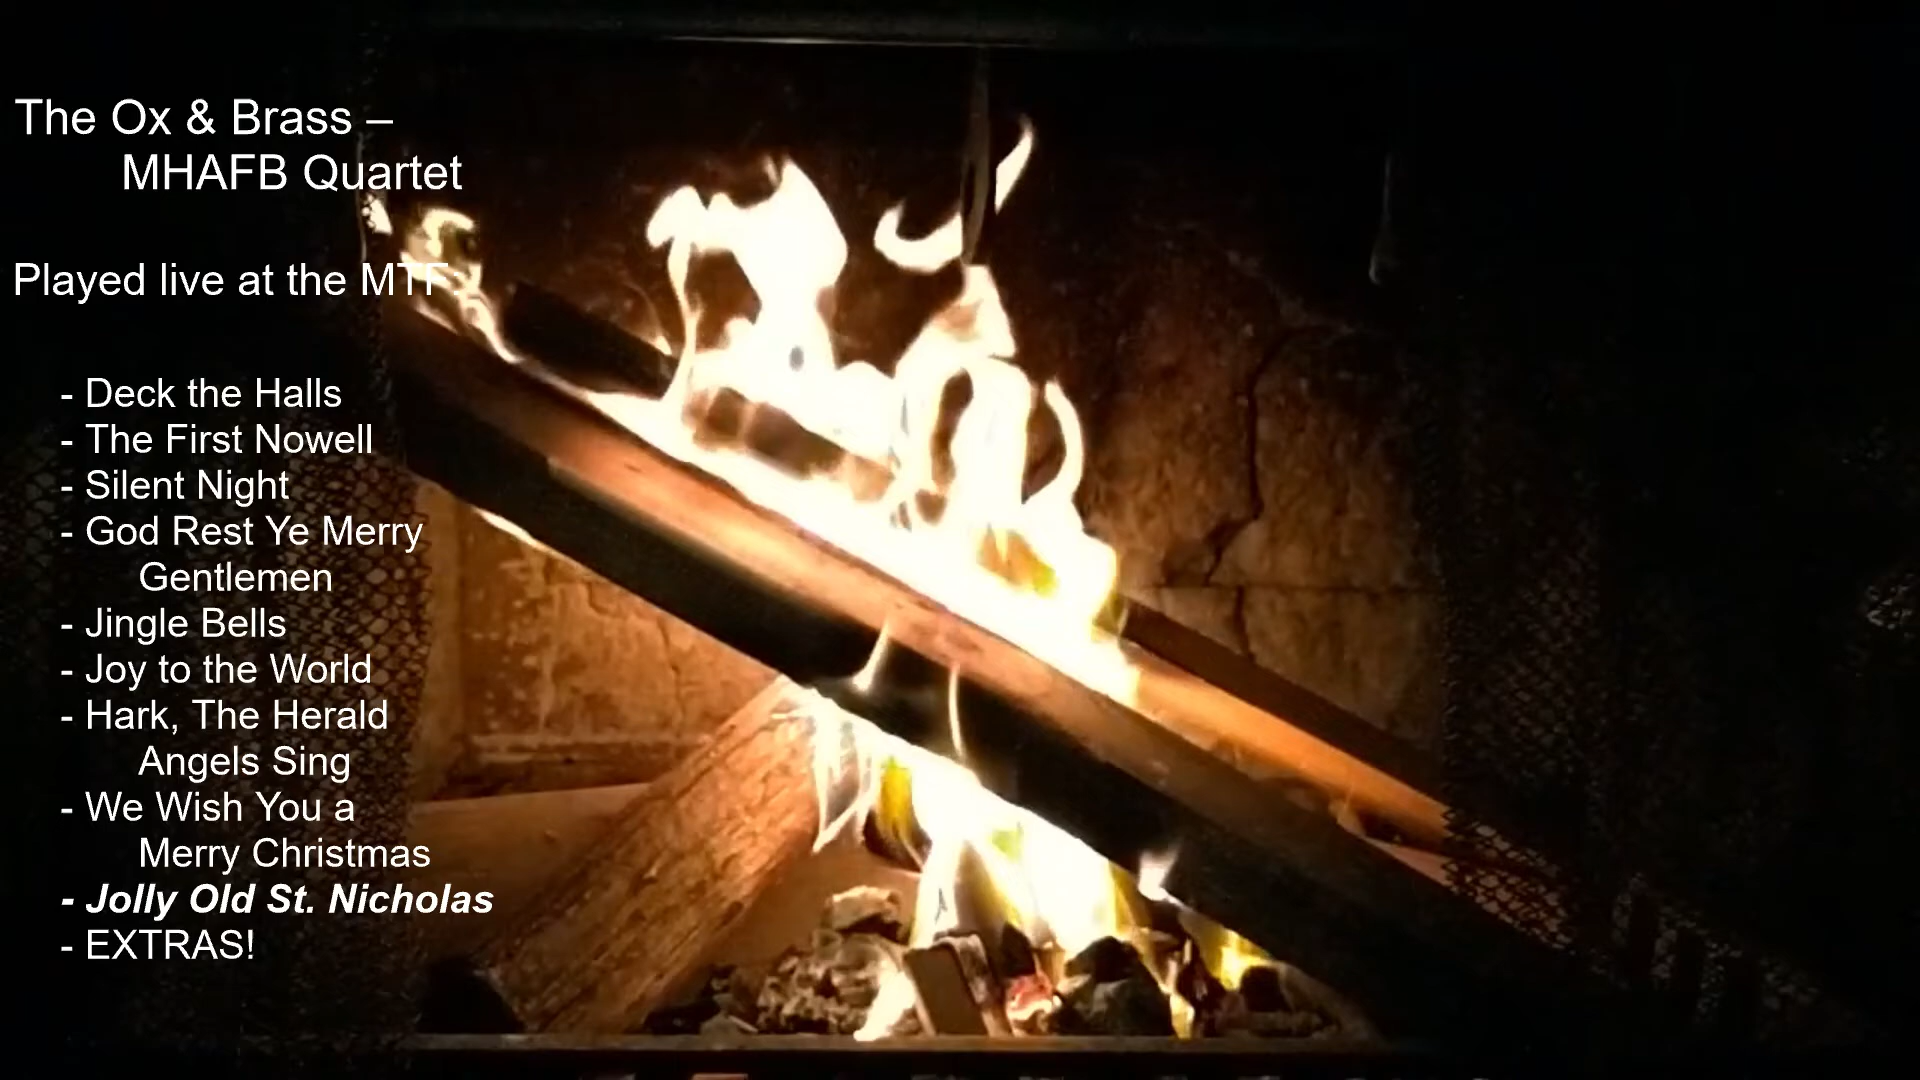 The Ox & Brass –
MHAFB Quartet
Played live at the MTF:
- Deck the Halls
- The First Nowell
- Silent Night
- God Rest Ye Merry
Gentlemen
- Jingle Bells
- Joy to the World
- Hark, The Herald
Angels Sing
- We Wish You a
Merry Christmas
- Jolly Old St. Nicholas
- EXTRAS!